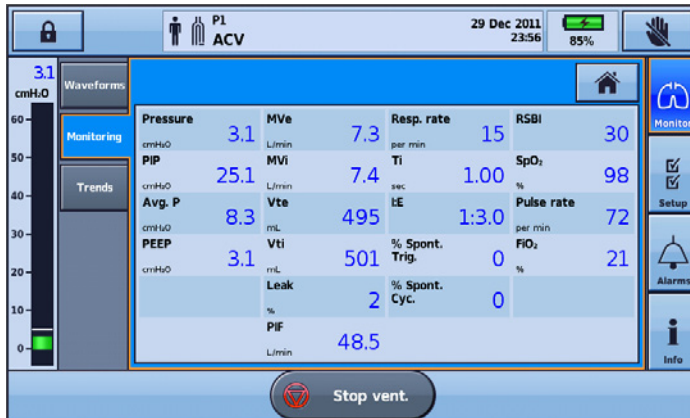 P1
ACV
29 Dec 2011
23:56
85%
3.1
cmH₂O
60
50
40
30
20
10
0
Waveforms
Monitoring
Trends
Pressure
cmH₂O
3.1
MVe
L/min
7.3
Resp. rate
per min
15
RSBI
30
PIP
cmH₂O
25.1
MVi
L/min
7.4
Ti
sec
1.00
SpO₂
%
98
Avg. P
cmH₂O
8.3
Vte
mL
495
I:E
1:3.0
Pulse rate
per min
72
PEEP
cmH₂O
3.1
Vti
mL
501
% Spont.
Trig.
0
FiO₂
%
21
Leak
%
2
% Spont.
Cyc.
0
PIF
L/min
48.5
Monitor
Setup
Alarms
Info
Stop vent.